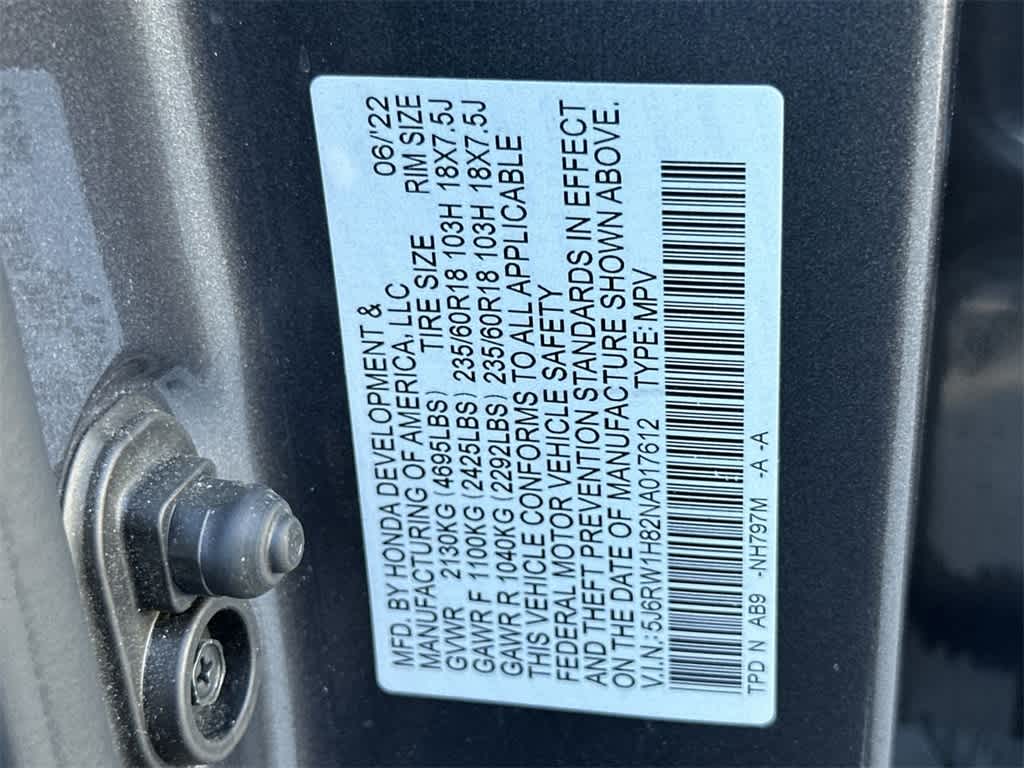 MFD. BY HONDA DEVELOPMENT &
MANUFACTURING OF AMERICA, LLC 06/'22
GVWR 2130KG (4695LBS) TIRE SIZE RIM SIZE
GAWR F 1100KG (2425LBS) 235/60R18 103H 18X7.5J
GAWR R 1040KG (2292LBS) 235/60R18 103H 18X7.5J
THIS VEHICLE CONFORMS TO ALL APPLICABLE
FEDERAL MOTOR VEHICLE SAFETY
AND THEFT PREVENTION STANDARDS IN EFFECT
ON THE DATE OF MANUFACTURE SHOWN ABOVE.
V.I.N.: 5J6RW1H82NA017612 TYPE: MPV
TPD N AB9 -NH797M -A -A